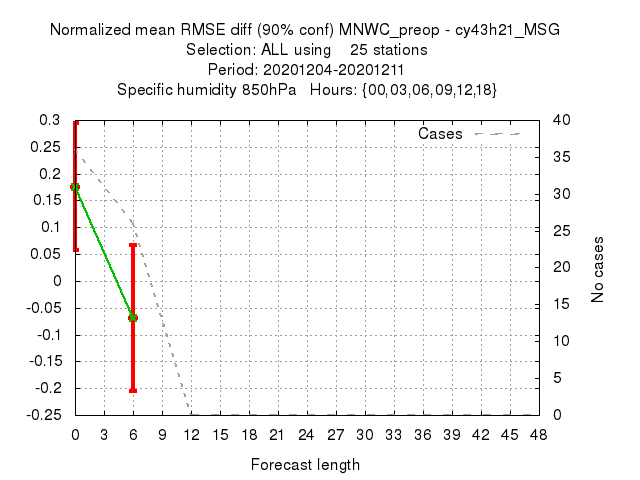 Normalized mean RMSE diff (90% conf) MNWC_preop - cy43h21_MSG
Selection: ALL using    25 stations
Period: 20201204-20201211
Specific humidity 850hPa   Hours: {00,03,06,09,12,18}
Cases
0.3
0.25
0.2
0.15
0.1
0.05
0
-0.05
-0.1
-0.15
-0.2
-0.25
40
35
30
25
20
15
10
5
0
No cases
0 3 6 9 12 15 18 21 24 27 30 33 36 39 42 45 48
Forecast length